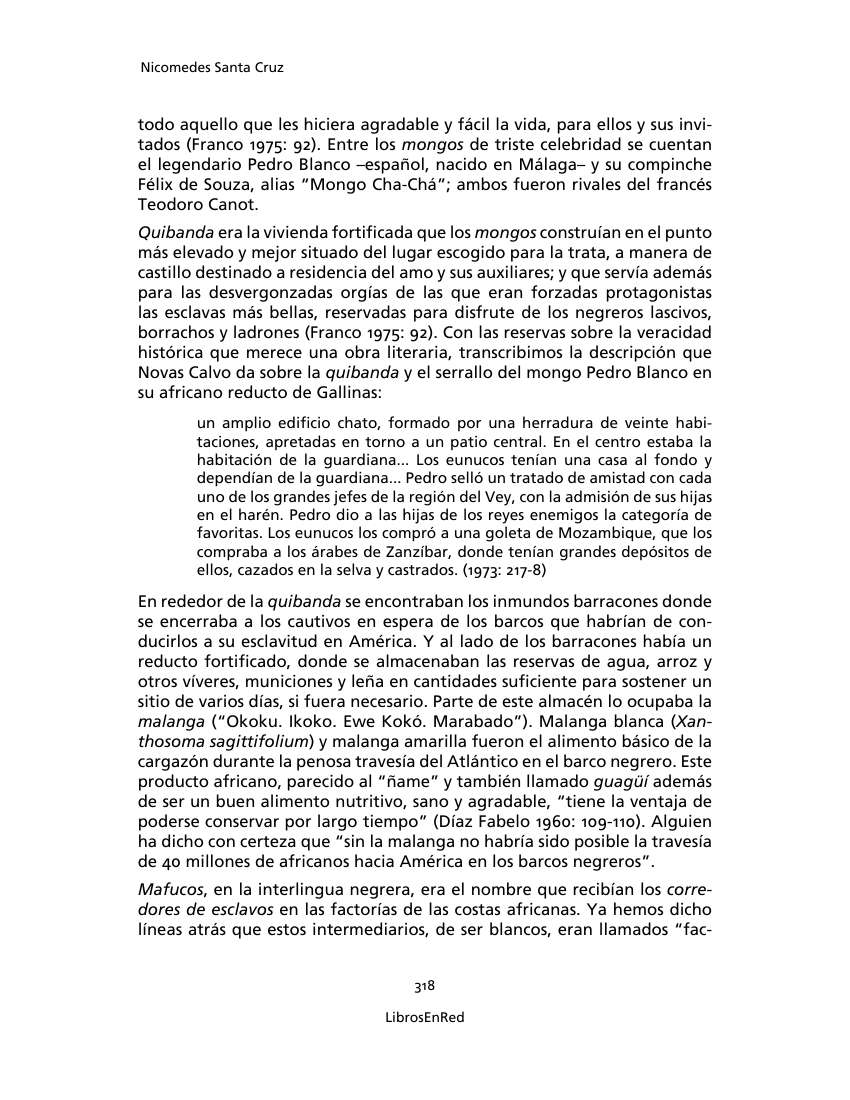 Nicomedes Santa Cruz
todo aquello que les hiciera agradable y fácil la vida, para ellos y sus invi-
tados (Franco 1975: 92). Entre los mongos de triste celebridad se cuentan
el legendario Pedro Blanco –español, nacido en Málaga– y su compinche
Félix de Souza, alias “Mongo Cha-Chá”; ambos fueron rivales del francés
Teodoro Canot.
Quibanda era la vivienda fortificada que los mongos construían en el punto
más elevado y mejor situado del lugar escogido para la trata, a manera de
castillo destinado a residencia del amo y sus auxiliares; y que servía además
para las desvergonzadas orgías de las que eran forzadas protagonistas
las esclavas más bellas, reservadas para disfrute de los negreros lascivos,
borrachos y ladrones (Franco 1975: 92). Con las reservas sobre la veracidad
histórica que merece una obra literaria, transcribimos la descripción que
Novas Calvo da sobre la quibanda y el serrallo del mongo Pedro Blanco en
su africano reducto de Gallinas:
un amplio edificio chato, formado por una herradura de veinte habi-
taciones, apretadas en torno a un patio central. En el centro estaba la
habitación de la guardiana... Los eunucos tenían una casa al fondo y
dependían de la guardiana... Pedro selló un tratado de amistad con cada
uno de los grandes jefes de la región del Vey, con la admisión de sus hijas
en el harén. Pedro dio a las hijas de los reyes enemigos la categoría de
favoritas. Los eunucos los compró a una goleta de Mozambique, que los
compraba a los árabes de Zanzíbar, donde tenían grandes depósitos de
ellos, cazados en la selva y castrados. (1973: 217-8)
En rededor de la quibanda se encontraban los inmundos barracones donde
se encerraba a los cautivos en espera de los barcos que habrían de con-
ducirlos a su esclavitud en América. Y al lado de los barracones había un
reducto fortificado, donde se almacenaban las reservas de agua, arroz y
otros víveres, municiones y leña en cantidades suficiente para sostener un
sitio de varios días, si fuera necesario. Parte de este almacén lo ocupaba la
malanga (“Okoku. Ikoko. Ewe Kokó. Marabado”). Malanga blanca (Xan-
thosoma sagittifolium) y malanga amarilla fueron el alimento básico de la
cargazón durante la penosa travesía del Atlántico en el barco negrero. Este
producto africano, parecido al “ñame” y también llamado guagüí además
de ser un buen alimento nutritivo, sano y agradable, “tiene la ventaja de
poderse conservar por largo tiempo” (Díaz Fabelo 1960: 109-110). Alguien
ha dicho con certeza que “sin la malanga no habría sido posible la travesía
de 40 millones de africanos hacia América en los barcos negreros”.
Mafucos, en la interlingua negrera, era el nombre que recibían los corre-
dores de esclavos en las factorías de las costas africanas. Ya hemos dicho
líneas atrás que estos intermediarios, de ser blancos, eran llamados “fac-
318
LibrosEnRed